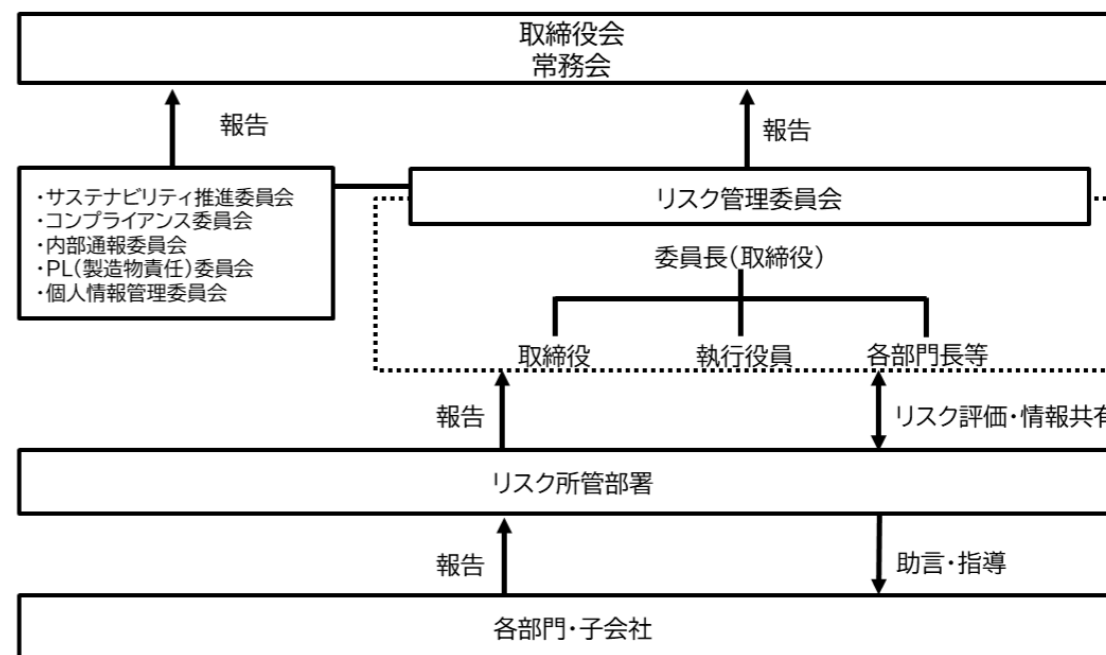 取締役会
常務会
報告
報告
・サステナビリティ推進委員会
・コンプライアンス委員会
・内部通報委員会
・PL(製造物責任)委員会
・個人情報管理委員会
リスク管理委員会
委員長(取締役)
取締役
執行役員
各部門長等
報告
リスク評価・情報共有
リスク所管部署
報告
助言・指導
各部門・子会社